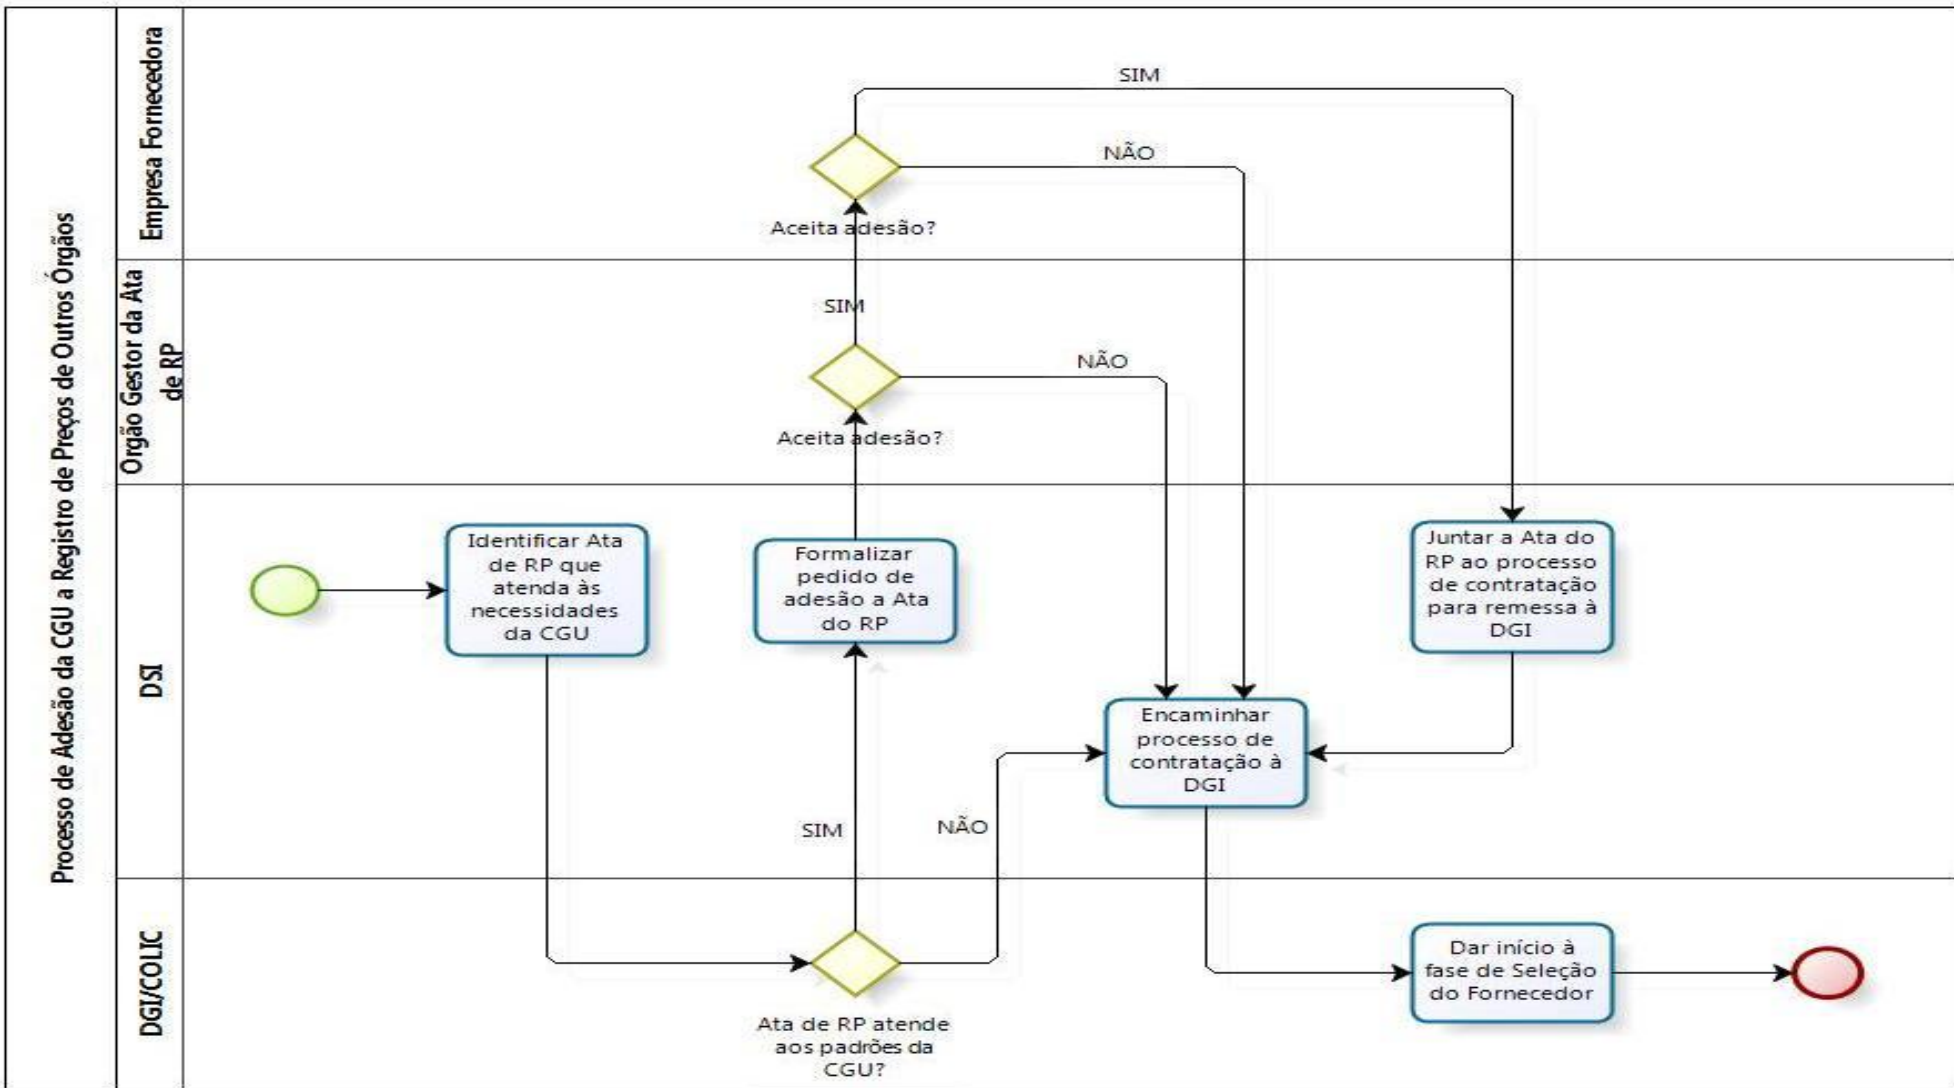 Processo de Adesão da CGU a Registro de Preços de Outros Órgãos
Empresa Fornecedora
SIM
NÃO
Aceita adesão?
Orgão Gestor da Ata
de RP
SIM
NÃO
Aceita adesão?
DSI
Identificar Ata
de RP que
atenda às
necessidades
da CGU
Formalizar
pedido de
adesão a Ata
do RP
Juntar a Ata do
RP ao processo
de contratação
para remessa à
DGI
Encaminhar
processo de
contratação à
DGI
SIM
NÃO
DGI/COLIC
Ata de RP atende
aos padrões da
CGU?
Dar início à
fase de Seleção
do Fornecedor